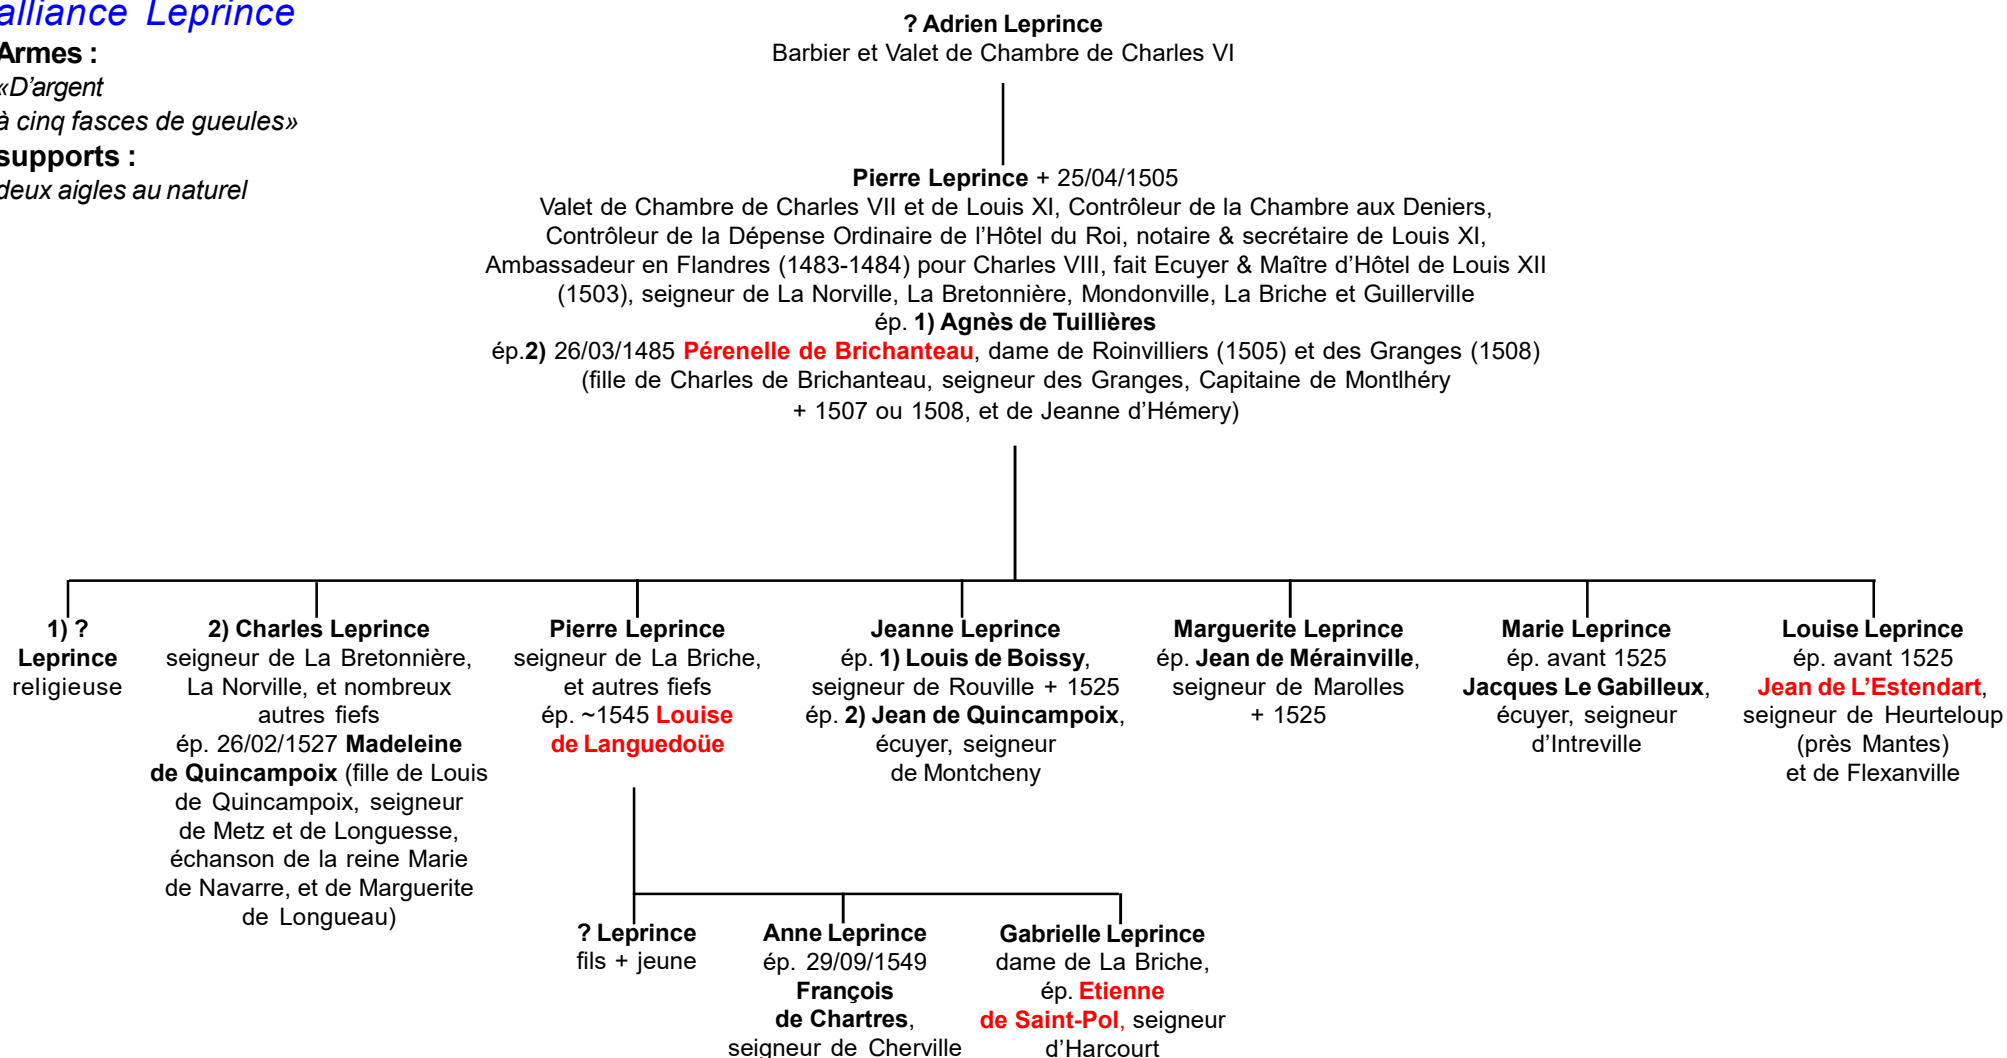 alliance Leprince
Armes :
«D’argent
à cinq fasces de gueules»
supports :
deux aigles au naturel
? Adrien Leprince
Barbier et Valet de Chambre de Charles VI
Pierre Leprince + 25/04/1505
Valet de Chambre de Charles VII et de Louis XI, Contrôleur de la Chambre aux Deniers,
Contrôleur de la Dépense Ordinaire de l’Hôtel du Roi, notaire & secrétaire de Louis XI,
Ambassadeur en Flandres (1483-1484) pour Charles VIII, fait Ecuyer & Maître d’Hôtel de Louis XII
(1503), seigneur de La Norville, La Bretonnière, Mondonville, La Briche et Guillerville
ép. 1) Agnès de Tuillières
ép.2) 26/03/1485 Pérenelle de Brichanteau, dame de Roinvilliers (1505) et des Granges (1508)
(fille de Charles de Brichanteau, seigneur des Granges, Capitaine de Montlhéry
+ 1507 ou 1508, et de Jeanne d’Hémery)
1) ?
Leprince
religieuse
2) Charles Leprince
seigneur de La Bretonnière,
La Norville, et nombreux
autres fiefs
ép. 26/02/1527 Madeleine
de Quincampoix (fille de Louis
de Quincampoix, seigneur
de Metz et de Longuesse,
échanson de la reine Marie
de Navarre, et de Marguerite
de Longueau)
Pierre Leprince
seigneur de La Briche,
et autres fiefs
ép. ~1545 Louise
de Languedoüe
Jeanne Leprince
ép. 1) Louis de Boissy,
seigneur de Rouville + 1525
ép. 2) Jean de Quincampoix,
écuyer, seigneur
de Montcheny
Marguerite Leprince
ép. Jean de Mérainville,
seigneur de Marolles
+ 1525
Marie Leprince
ép. avant 1525
Jacques Le Gabilleux,
écuyer, seigneur
d’Intreville
Louise Leprince
ép. avant 1525
Jean de L’Estendart,
seigneur de Heurteloup
(près Mantes)
et de Flexanville
? Leprince
fils + jeune
Anne Leprince
ép. 29/09/1549
François
de Chartres,
seigneur de Cherville
Gabrielle Leprince
dame de La Briche,
ép. Etienne
de Saint-Pol, seigneur
d’Harcourt